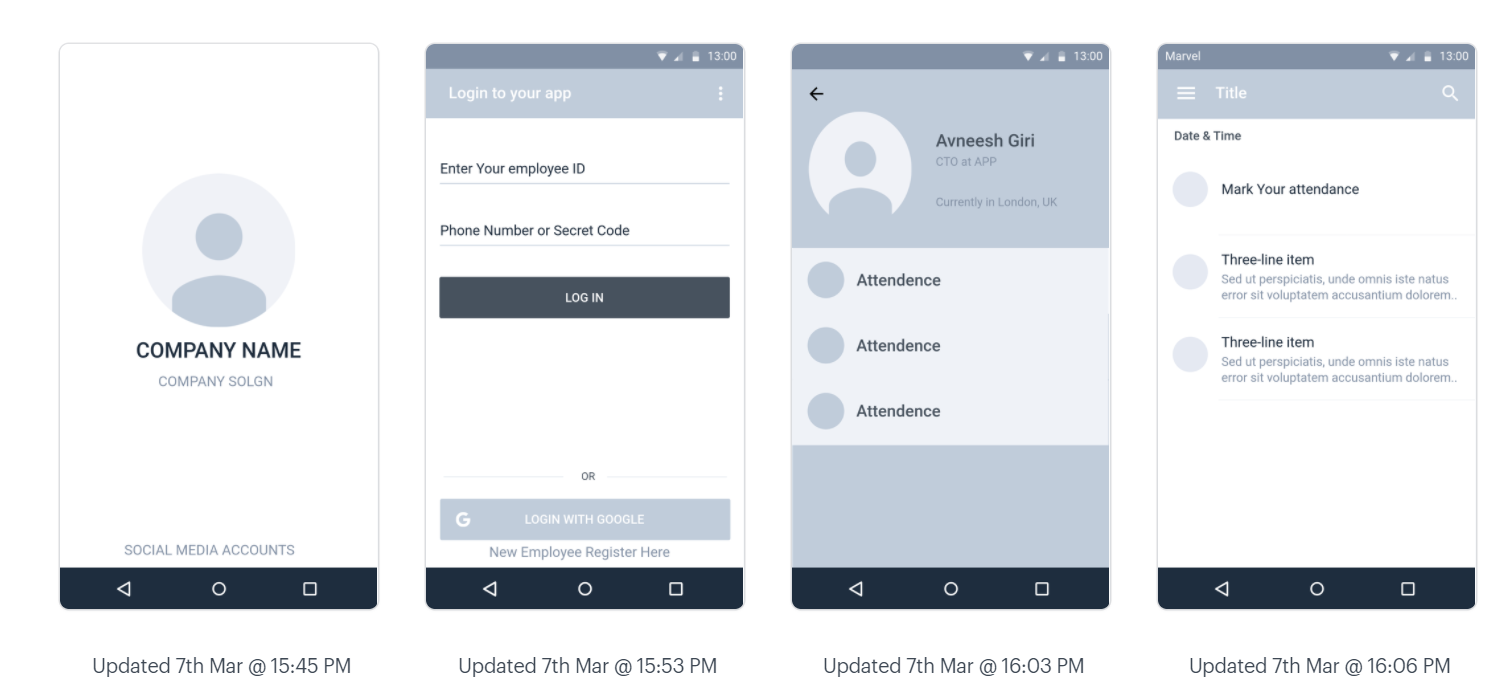 COMPANY NAME
COMPANY SOLGN
SOCIAL MEDIA ACCOUNTS
Updated 7th Mar @ 15:45 PM
13:00
Login to your app
Enter Your employee ID
Phone Number or Secret Code
LOG IN
OR
G LOGIN WITH GOOGLE
New Employee Register Here
Updated 7th Mar @ 15:53 PM
13:00
Avneesh Giri
CTO at APP
Currently in London, UK
Attendence
Attendence
Attendence
Updated 7th Mar @ 16:03 PM
Marvel 13:00
Title
Date & Time
Mark Your attendance
Three-line item
Sed ut perspiciatis, unde omnis iste natus
error sit voluptatem accusantium dolorem..
Three-line item
Sed ut perspiciatis, unde omnis iste natus
error sit voluptatem accusantium dolorem..
Updated 7th Mar @ 16:06 PM